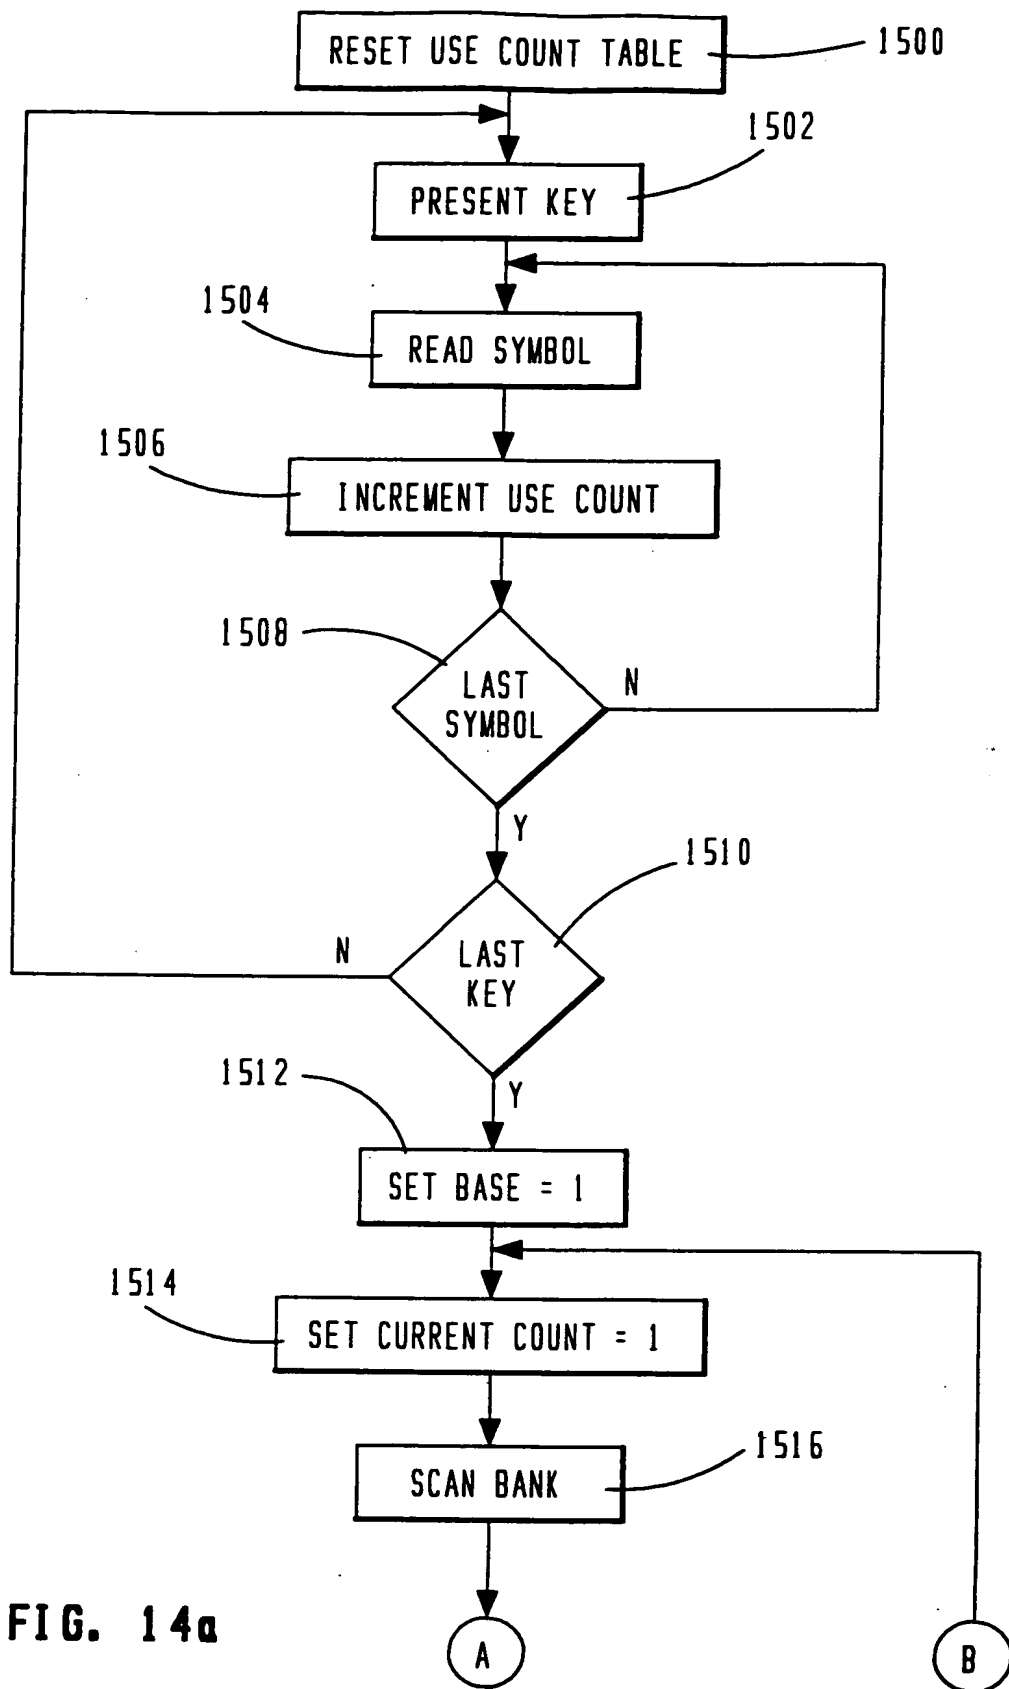 RESET USE COUNT TABLE
1500
1502
PRESENT KEY
1504
READ SYMBOL
1506
INCREMENT USE COUNT
1508
LAST
SYMBOL
N
Y
1510
N
LAST
KEY
1512
Y
SET BASE = 1
1514
SET CURRENT COUNT = 1
1516
SCAN BANK
FIG. 14a
A
B